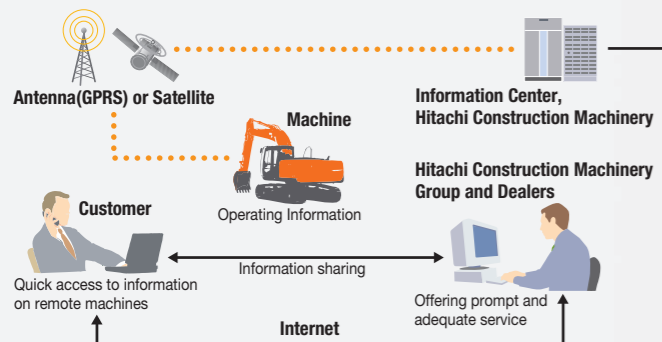 Antenna(GPRS) or Satellite
Information Center,
Hitachi Construction Machinery
Machine
Operating Information
Hitachi Construction Machinery
Group and Dealers
Customer
Quick access to information
on remote machines
Information sharing
Offering prompt and
adequate service
Internet